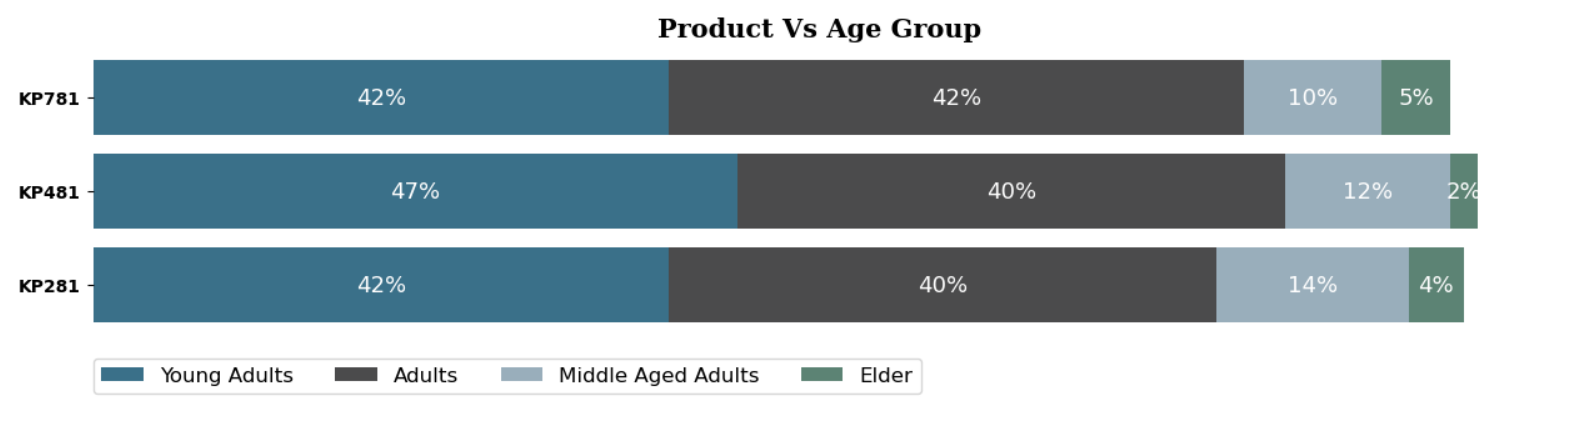 Product Vs Age Group
KP781 42% 42% 10% 5%
KP481 47% 40% 12% 2%
KP281 42% 40% 14% 4%
Young Adults Adults Middle Aged Adults Elder